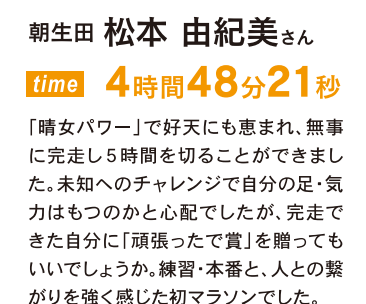 朝生田 松本 由紀美さん
time 4時間48分21秒
「晴女パワー」で好天にも恵まれ、無事
に完走し5時間を切ることができまし
た。未知へのチャレンジで自分の足・気
力はもつのかと心配でしたが、完走で
きた自分に「頑張ったで賞」を贈っても
いいでしょうか。練習・本番と、人との繋
がりを強く感じた初マラソンでした。